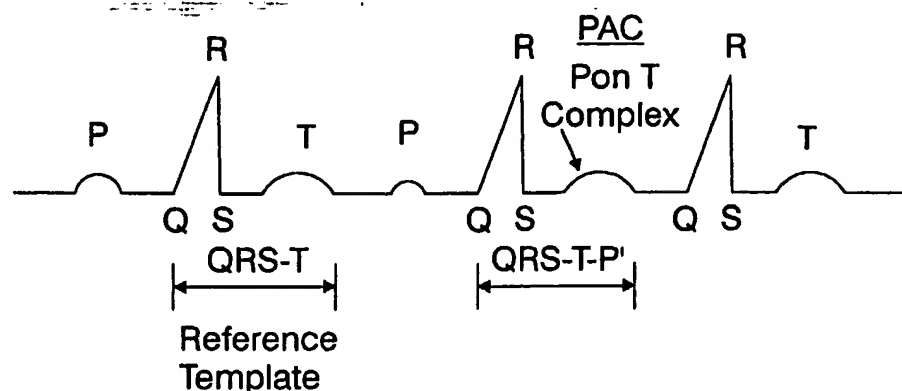 PAC
R R R
Pon T
Complex
P T P T
Q S Q S Q S
QRS-T QRS-T-P'
Reference
Template